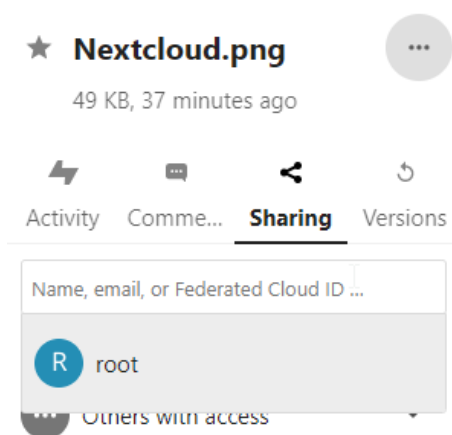 Nextcloud.png
49 KB, 37 minutes ago
Activity Comme... Sharing Versions
Name, email, or Federated Cloud ID ...
R root
Others with access